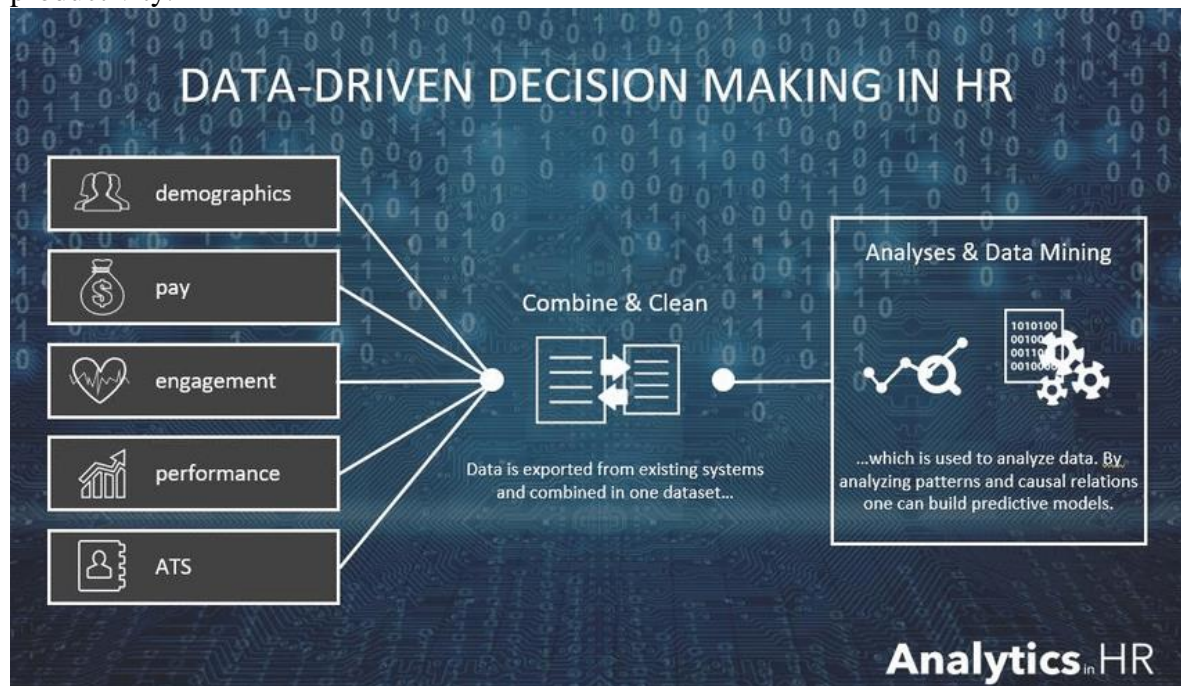 DATA-DRIVEN DECISION MAKING IN HR
demographics
pay
engagement
performance
ATS
Combine & Clean
Data is exported from existing systems
and combined in one dataset...
Analyses & Data Mining
1010100
...which is used to analyze data. By
analyzing patterns and causal relations
one can build predictive models.
Analytics in HR